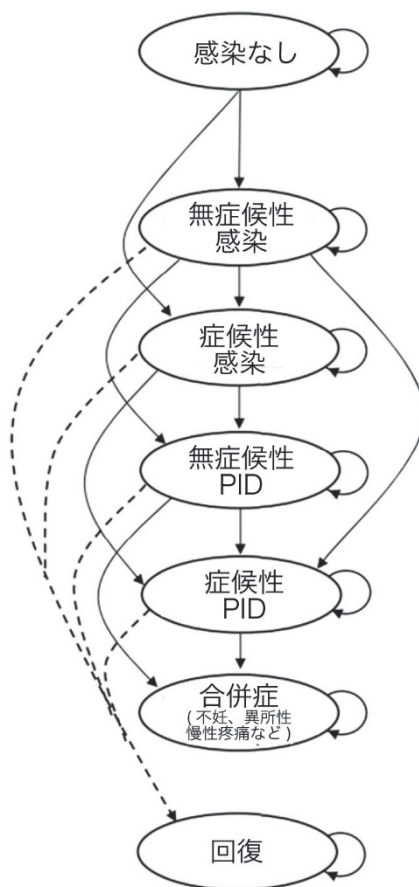 感染なし
無症候性
感染
症候性
感染
無症候性
PID
症候性
PID
合併症
(不妊、異所性
慢性疼痛など)
回復